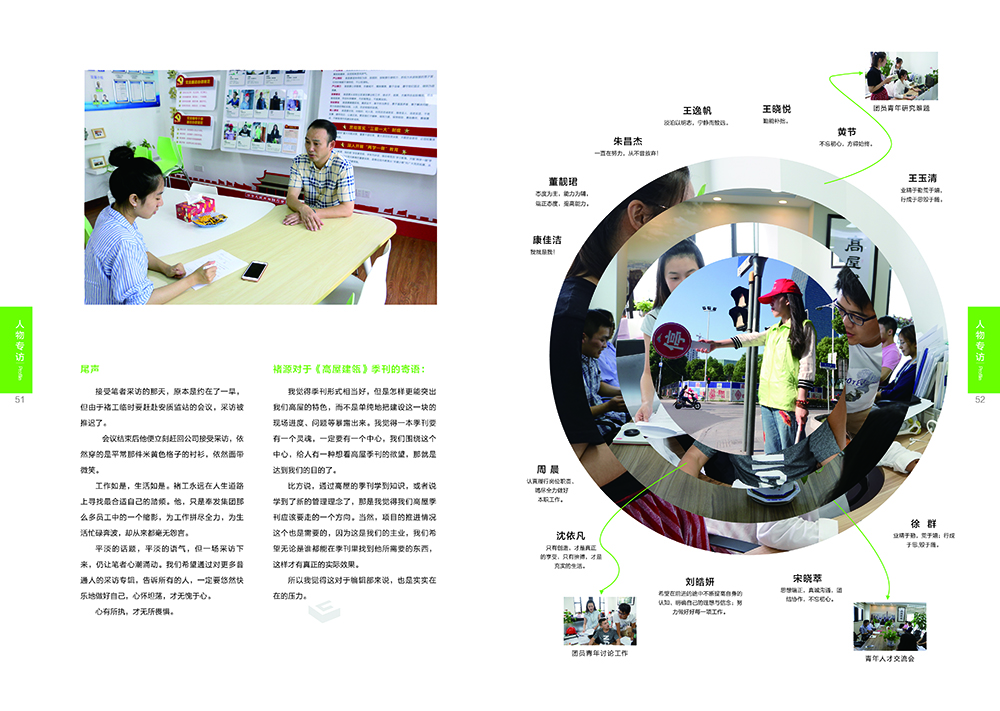 人物专访
Profile
51
尾声
接受笔者采访的那天，原本是约在了一早，
但由于褚工临时要赶赴安质监站的会议，采访被
推迟了。
会议结束后他便立刻赶回公司接受采访，依
然穿的是平常那件米黄色格子的衬衫，依然面带
微笑。
工作如是，生活如是。褚工永远在人生道路
上寻找最合适自己的踏频。他，只是奉发集团那
么多员工中的一个缩影，为工作拼尽全力，为生
活忙碌奔波，却从来都毫无怨言。
平淡的话题，平淡的语气，但一场采访下
来，仍让笔者心潮涌动。我们希望通过对更多普
通人的采访专辑，告诉所有的人，一定要悠然快
乐地做好自己，心怀坦荡，才无愧于心。
心有所执，才无所畏惧。
褚源对于《高屋建瓴》季刊的寄语：
我觉得季刊形式相当好，但是怎样更能突出
我们高屋的特色，而不是单纯地把建设这一块的
现场进度、问题等暴露出来。我觉得一本季刊要
有一个灵魂，一定要有一个中心，我们围绕这个
中心，给人有一种想看高屋季刊的欲望，那就是
达到我们的目的了。
比方说，透过高屋的季刊学到知识，或者说
学到了新的管理理念了，那是我觉得我们高屋季
刊应该要走的一个方向。当然，项目的推进情况
这个也是需要的，因为这是我们的主业，我们希
望无论是谁都能在季刊里找到他所需要的东西，
这样才有真正的实际效果。
所以我觉得这对于编辑部来说，也是实实在
在的压力。
团员青年研究难题
王逸帆
淡泊以明志，宁静而致远。
王晓悦
勤能补拙。
朱昌杰
一直在努力，从不曾放弃！
黄节
不忘初心，方得始终。
董靓珺
态度为主，能力为辅，
端正态度，提高能力。
王玉清
业精于勤荒于嬉，
行成于思毁于随。
康佳洁
我就是我！
高屋
停
周 晨
认真履行岗位职责，
竭尽全力做好
本职工作。
沈依凡
只有创造，才是真正
的享受，只有拼搏，才是
充实的生活。
徐 群
业精于勤，荒于嬉；行成
于思,毁于随。
刘皓妍
希望在前进的途中不断提高自身的
认知，明确自己的理想与信念；努
力做好好每一项工作。
宋晓萃
思想端正，真诚沟通，团
结协作，不忘初心。
团员青年讨论工作
青年人才交流会
人物专访
Profile
52